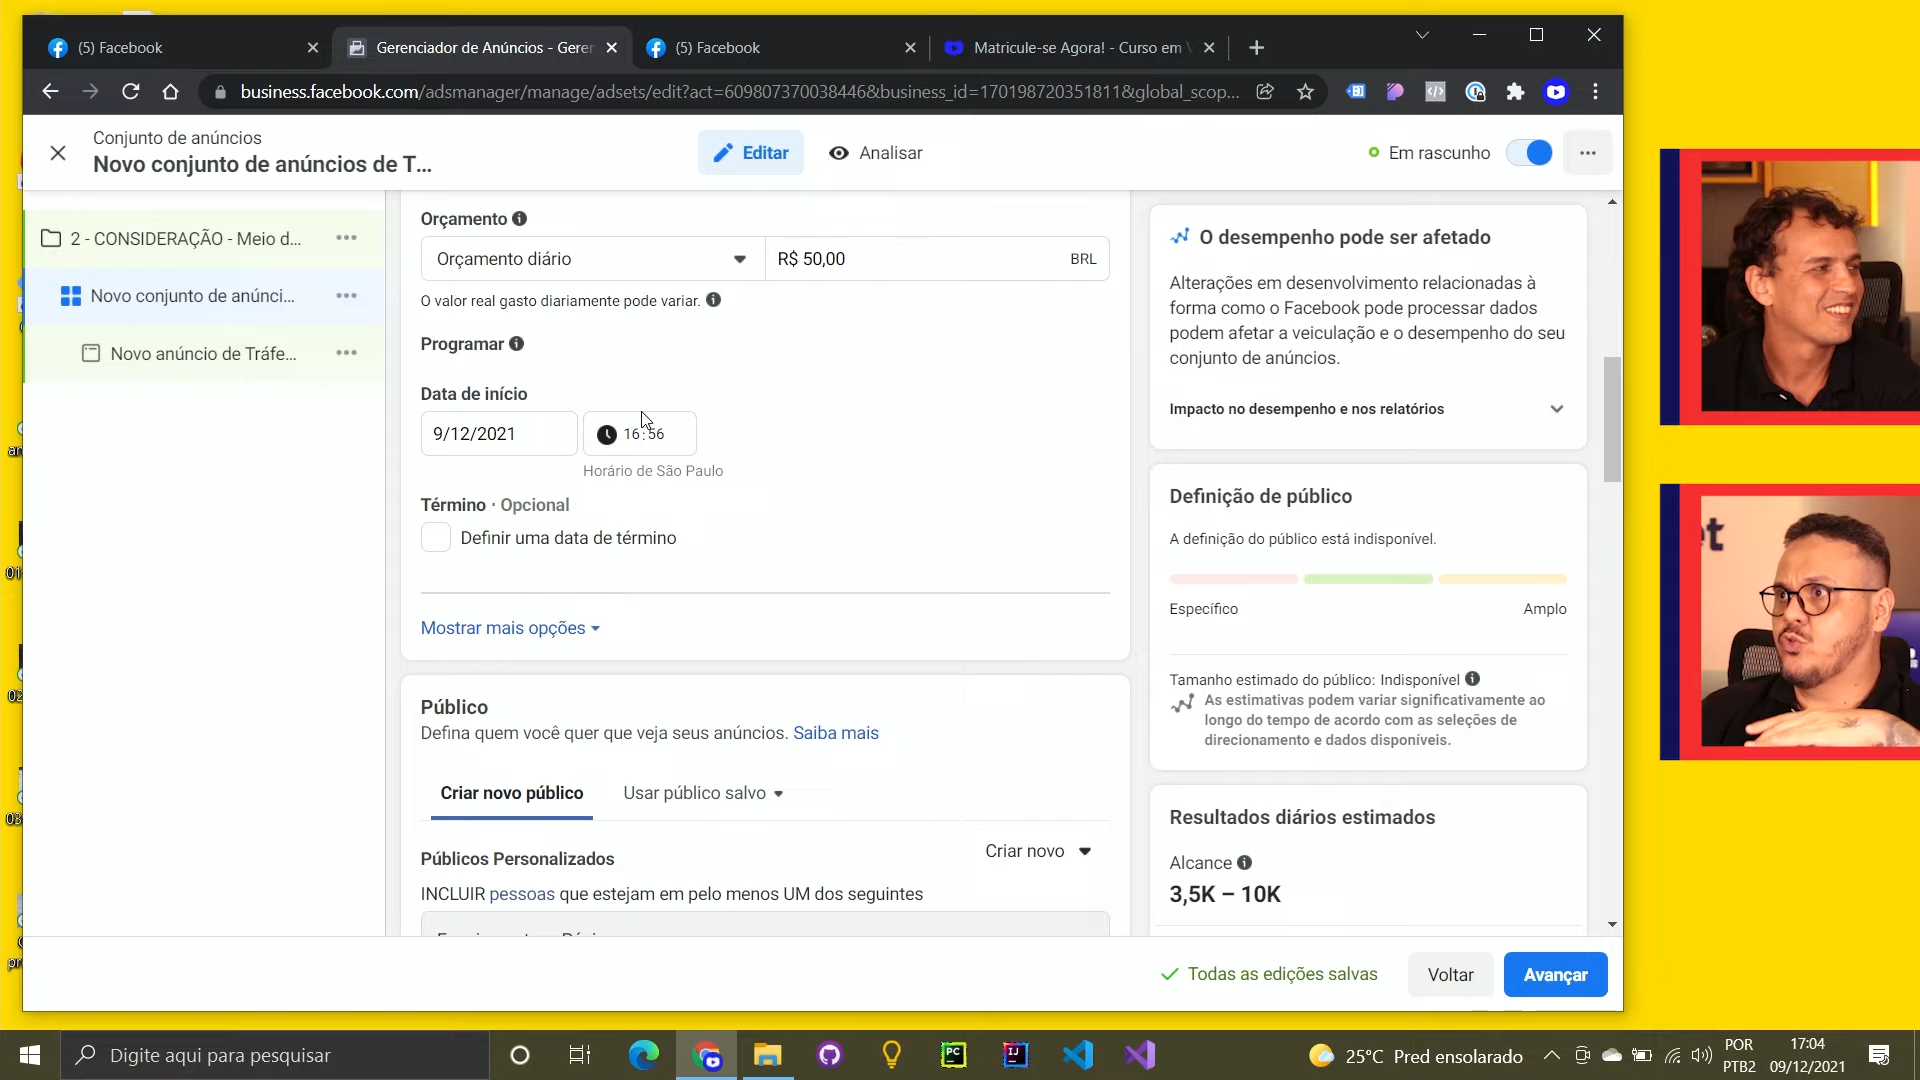 (5) Facebook
Gerenciador de Anúncios - Geren
(5) Facebook
Matricule-se Agora! - Curso em V
business.facebook.com/adsmanager/manage/adsets/edit?act=609807370038446&business_id=170198720351811&global_scop...
Conjunto de anúncios
Novo conjunto de anúncios de T...
Editar
Analisar
Em rascunho
2 - CONSIDERAÇÃO - Meio d...
Novo conjunto de anúnci...
Novo anúncio de Tráfe...
Orçamento
Orçamento diário
R$ 50,00
BRL
O valor real gasto diariamente pode variar.
Programar
Data de início
9/12/2021
16:56
Horário de São Paulo
Término · Opcional
Definir uma data de término
Mostrar mais opções
Público
Defina quem você quer que veja seus anúncios. Saiba mais
Criar novo público
Usar público salvo
Públicos Personalizados
Criar novo
INCLUIR pessoas que estejam em pelo menos UM dos seguintes
O desempenho pode ser afetado
Alterações em desenvolvimento relacionadas à
forma como o Facebook pode processar dados
podem afetar a veiculação e o desempenho do seu
conjunto de anúncios.
Impacto no desempenho e nos relatórios
Definição de público
A definição do público está indisponível.
Específico
Amplo
Tamanho estimado do público: Indisponível
As estimativas podem variar significativamente ao
longo do tempo de acordo com as seleções de
direcionamento e dados disponíveis.
Resultados diários estimados
Alcance
3,5K – 10K
Todas as edições salvas
Voltar
Avançar
Digite aqui para pesquisar
PC
IJ
25°C Pred ensolarado
POR
PTB2
17:04
09/12/2021